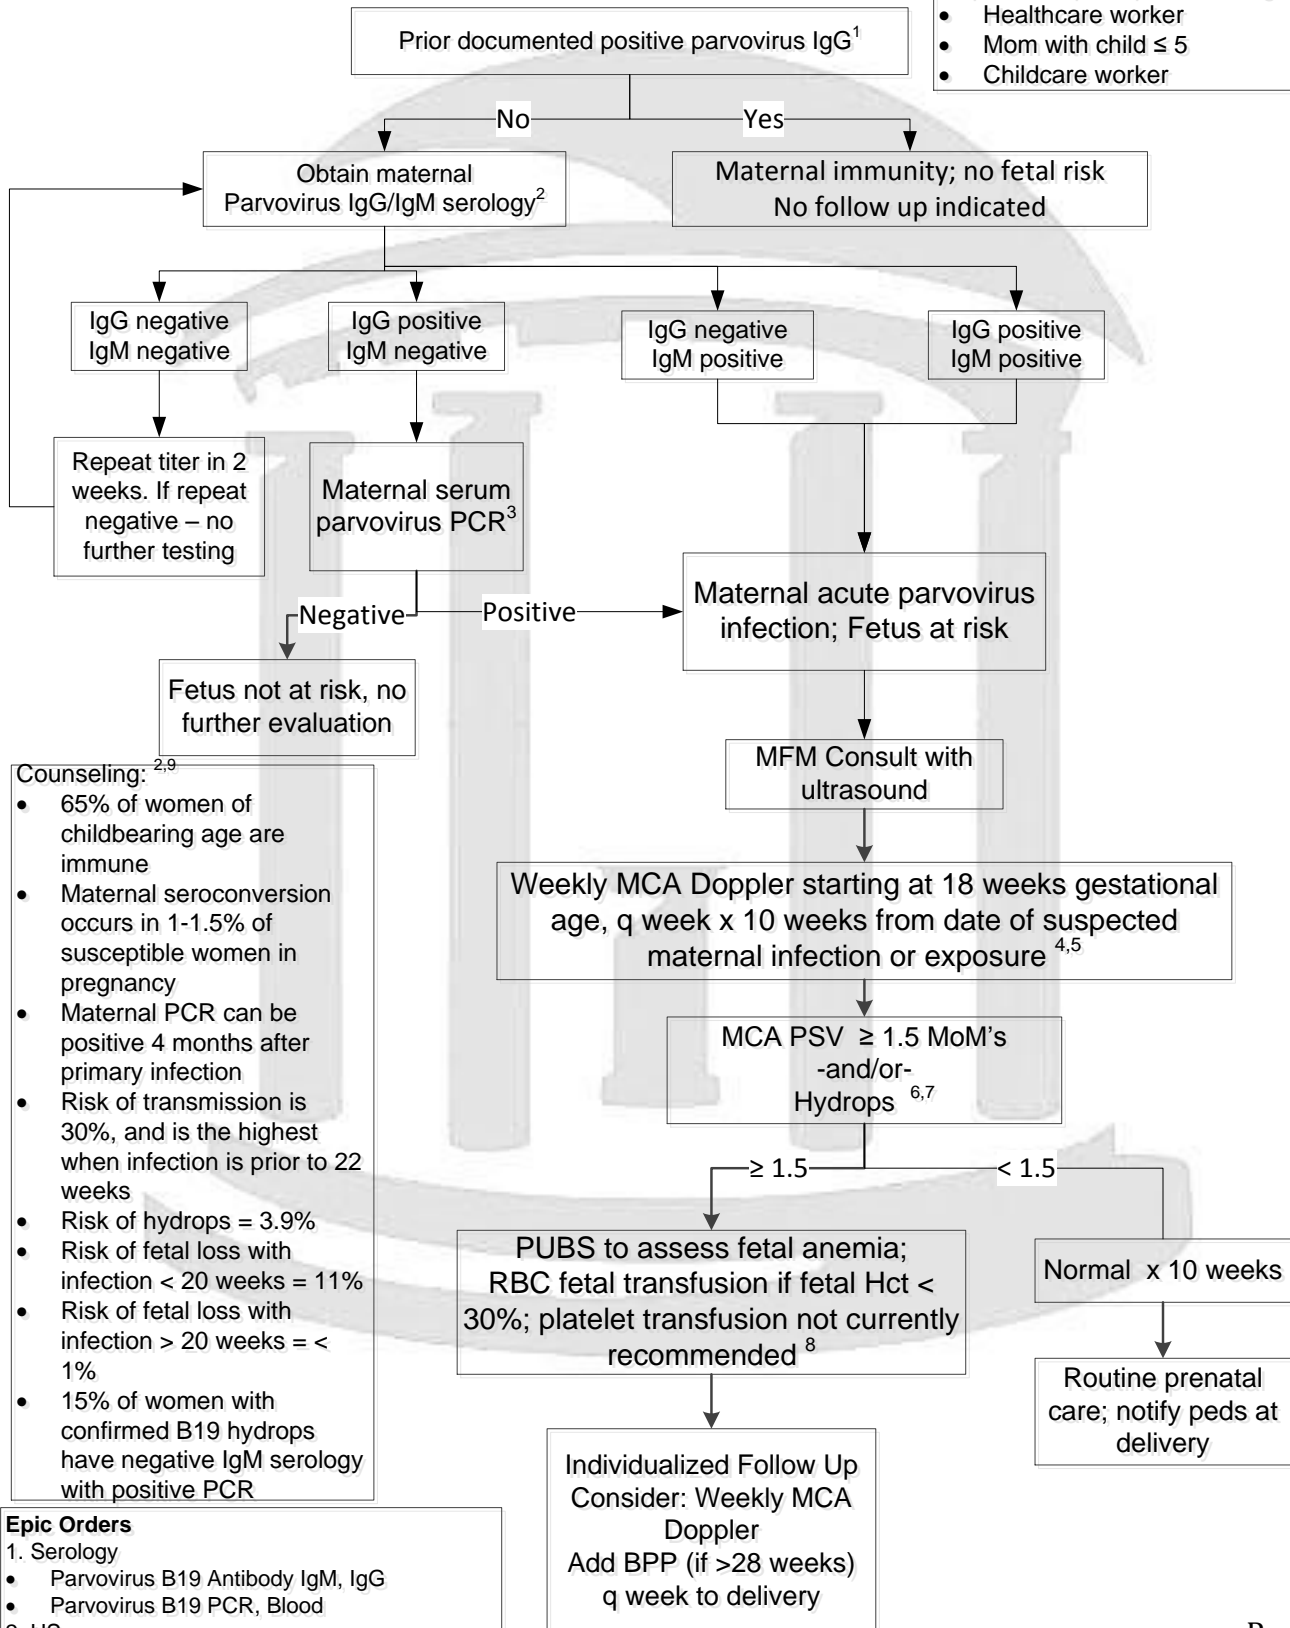 • Healthcare worker
• Mom with child ≤ 5
• Childcare worker
Prior documented positive parvovirus IgG1
No
Yes
Obtain maternal
Parvovirus IgG/IgM serology2
Maternal immunity; no fetal risk
No follow up indicated
IgG negative
IgM negative
IgG positive
IgM negative
IgG negative
IgM positive
IgG positive
IgM positive
Repeat titer in 2
weeks. If repeat
negative – no
further testing
Maternal serum
parvovirus PCR3
Negative
Positive
Maternal acute parvovirus
infection; Fetus at risk
Fetus not at risk, no
further evaluation
MFM Consult with
ultrasound
Weekly MCA Doppler starting at 18 weeks gestational
age, q week x 10 weeks from date of suspected
maternal infection or exposure 4,5
MCA PSV ≥ 1.5 MoM's
-and/or-
Hydrops 6,7
≥ 1.5
< 1.5
PUBS to assess fetal anemia;
RBC fetal transfusion if fetal Hct <
30%; platelet transfusion not currently
recommended 8
Normal x 10 weeks
Routine prenatal
care; notify peds at
delivery
Individualized Follow Up
Consider: Weekly MCA
Doppler
Add BPP (if >28 weeks)
q week to delivery
Counseling: 2,9
• 65% of women of
childbearing age are
immune
• Maternal seroconversion
occurs in 1-1.5% of
susceptible women in
pregnancy
• Maternal PCR can be
positive 4 months after
primary infection
• Risk of transmission is
30%, and is the highest
when infection is prior to 22
weeks
• Risk of hydrops = 3.9%
• Risk of fetal loss with
infection < 20 weeks = 11%
• Risk of fetal loss with
infection > 20 weeks = <
1%
• 15% of women with
confirmed B19 hydrops
have negative IgM serology
with positive PCR
Epic Orders
1. Serology
• Parvovirus B19 Antibody IgM, IgG
• Parvovirus B19 PCR, Blood